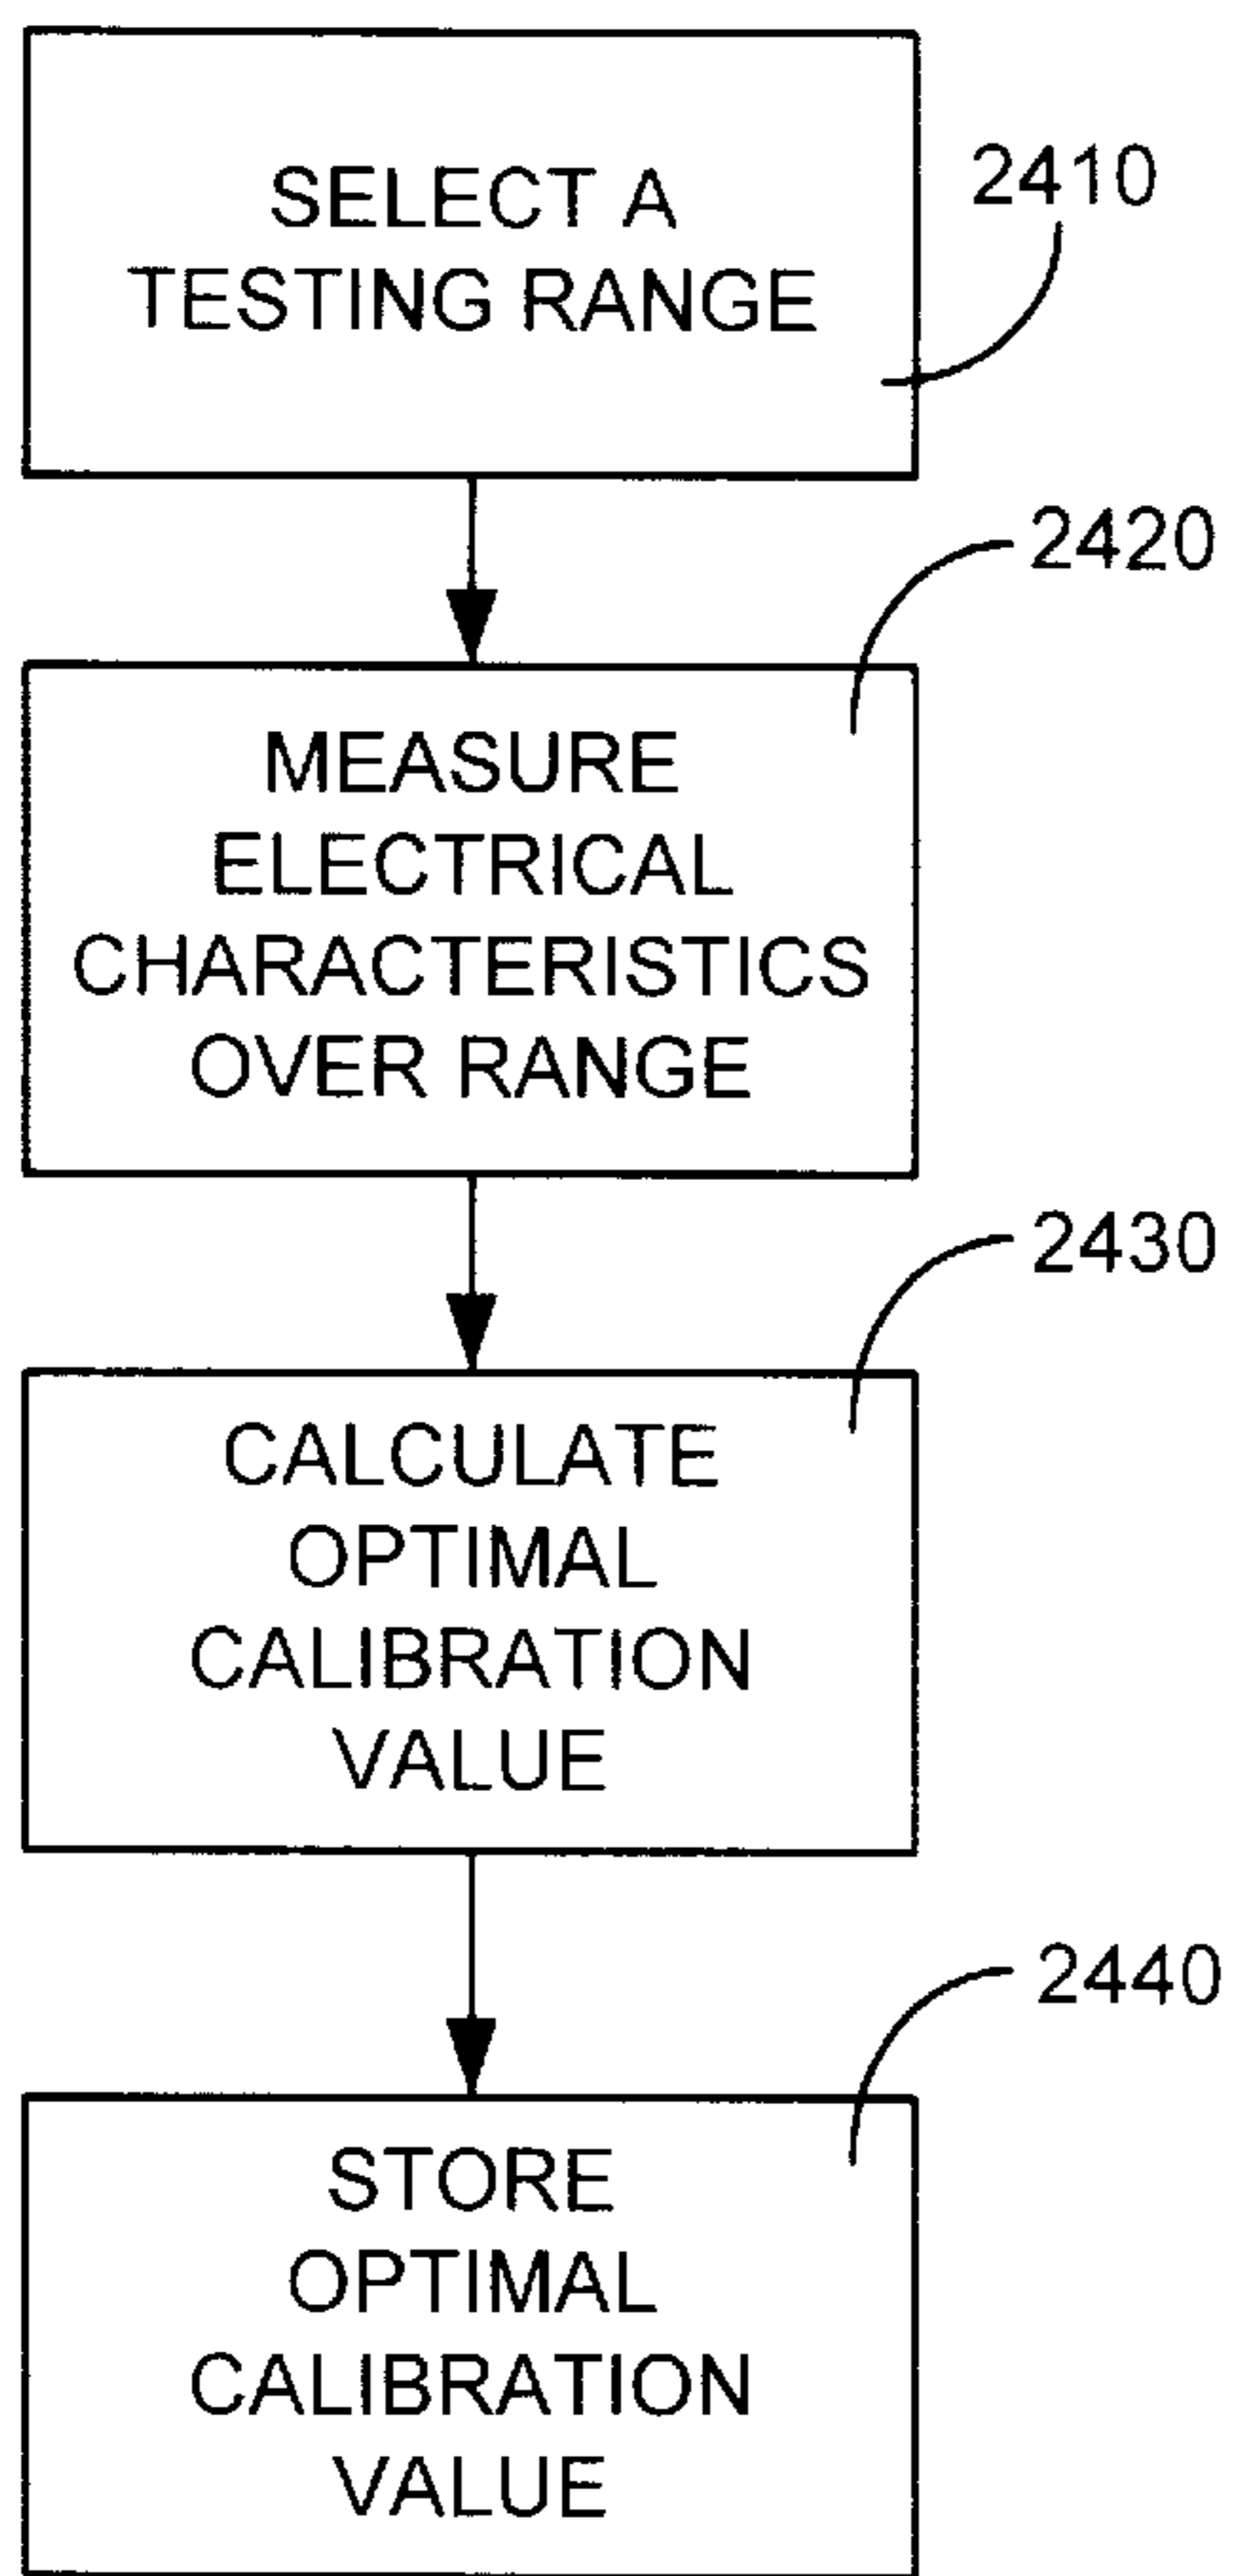 SELECT A
TESTING RANGE
2410
2420
MEASURE
ELECTRICAL
CHARACTERISTICS
OVER RANGE
2430
CALCULATE
OPTIMAL
CALIBRATION
VALUE
2440
STORE
OPTIMAL
CALIBRATION
VALUE